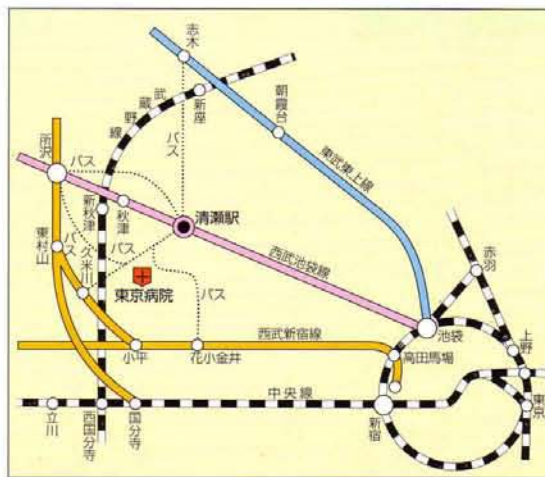 志木
武蔵野線
新座
朝霞台
バス
東武東上線
所沢
バス
新秋津
秋津
清瀬駅
西武池袋線
赤羽
東村山
バス
久米川
バス
東京病院
バス
池袋
上野
西武新宿線
小平
花小金井
高田馬場
中央線
東京
立川
西国分寺
国分寺
新宿